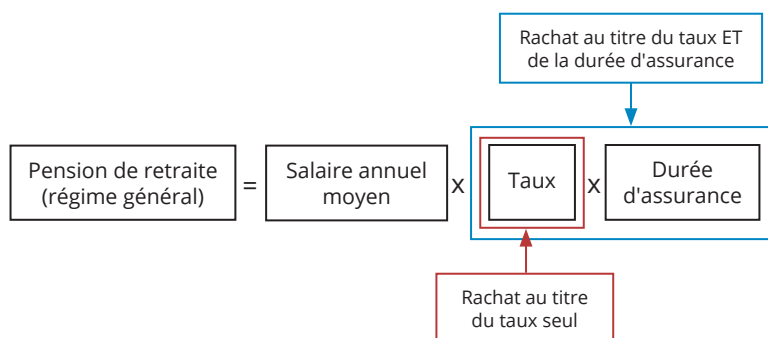 Rachat au titre du taux ET
de la durée d'assurance
Pension de retraite
(régime général)
=
Salaire annuel
moyen
x
Taux
x
Durée
d'assurance
Rachat au titre
du taux seul